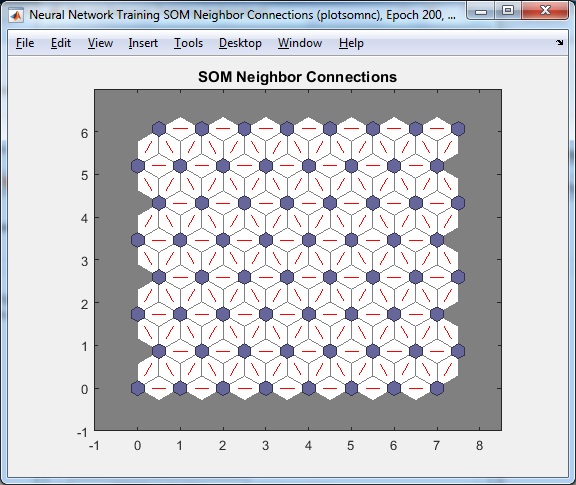 Neural Network Training SOM Neighbor Connections (plotsomnc), Epoch 200, ...
File Edit View Insert Tools Desktop Window Help
SOM Neighbor Connections
6
5
4
3
2
1
0
-1
-1 0 1 2 3 4 5 6 7 8